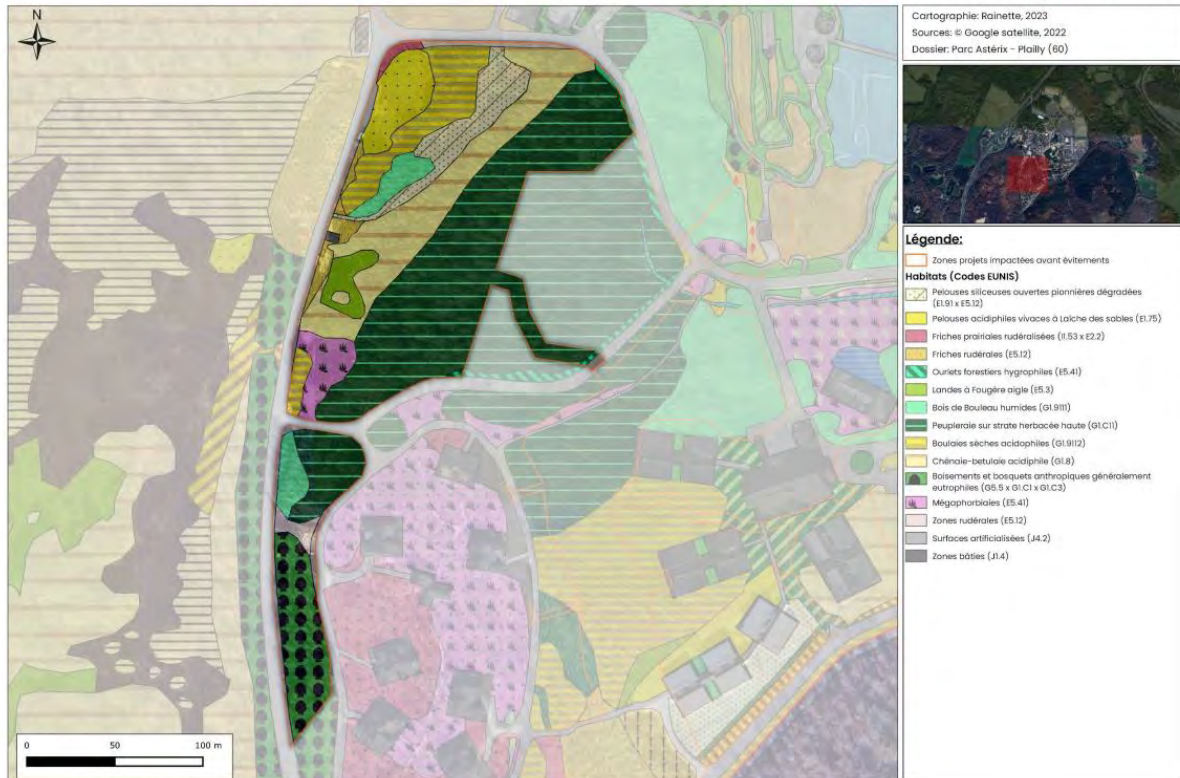 N
Cartographie: Rainette, 2023
Sources: © Google satellite, 2022
Dossier: Parc Astérix - Plailly (60)
Légende:
Zones projets impactées avant évitements
Habitats (Codes EUNIS)
Pelouses siliceuses ouvertes pionnières dégradées
(E1.91 x E5.12)
Pelouses acidiphiles vivaces à Laîche des sables (E1.75)
Friches prairiales rudéralisées (I1.53 x E2.2)
Friches rudérales (E5.12)
Ourlets forestiers hygrophiles (E5.41)
Landes à Fougère aigle (E5.3)
Bois de Bouleau humides (G1.9111)
Peupleraie sur strate herbacée haute (G1.C11)
Boulaies sèches acidophiles (G1.9112)
Chênaie-betulaie acidiphile (G1.8)
Boisements et bosquets anthropiques généralement
eutrophiles (G5.5 x G1.C1 x G1.C3)
Mégaphorbiaies (E5.41)
Zones rudérales (E5.12)
Surfaces artificialisées (J4.2)
Zones bâties (J1.4)
0 50 100 m